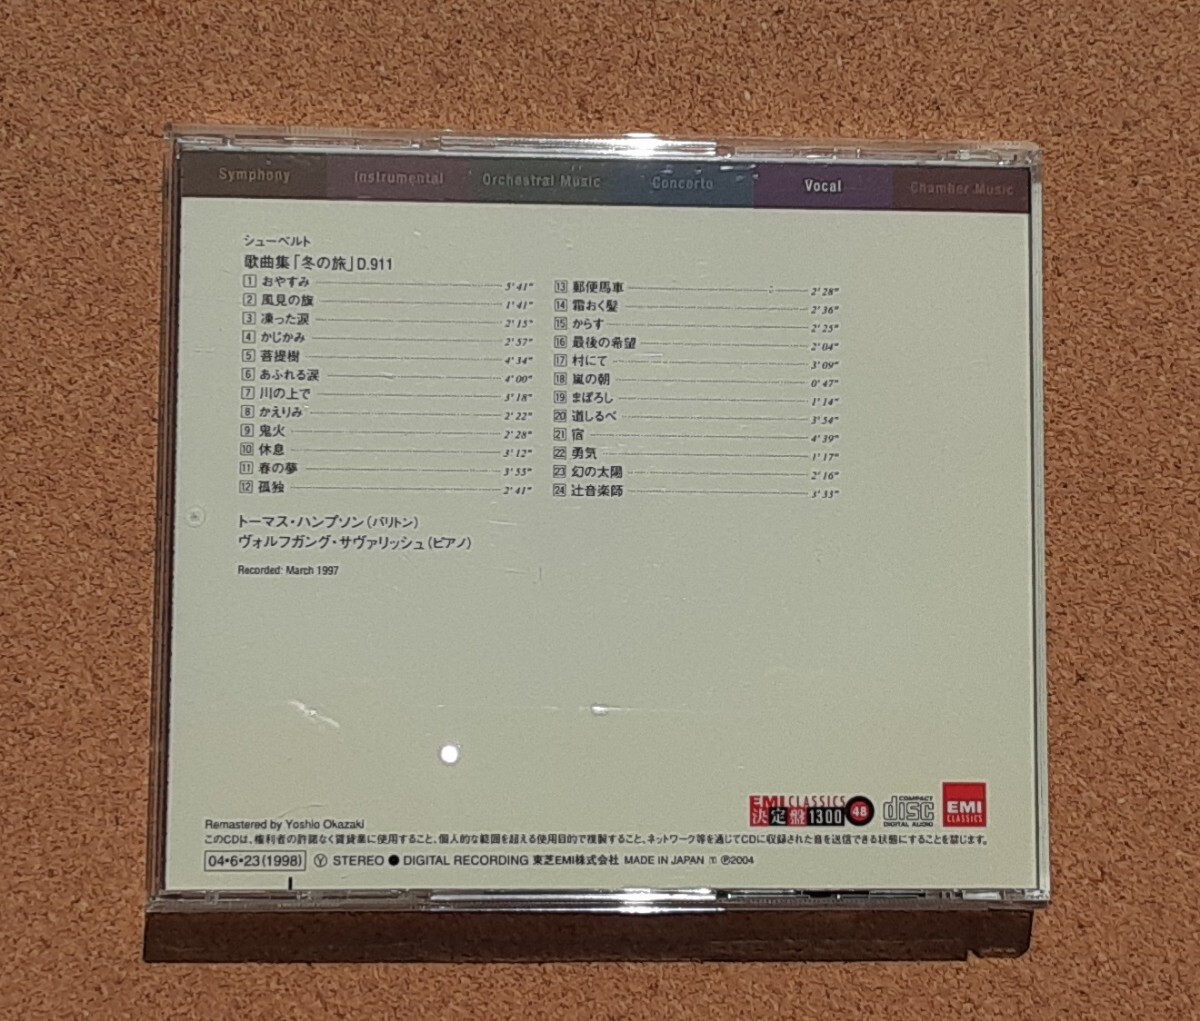 Symphony Instrumental Orchestral Music Concerto Vocal Chamber Music
シューベルト
歌曲集「冬の旅」D.911
1 おやすみ 5'41"
2 風見の旗 1'41"
3 凍った涙 2'15"
4 かじかみ 2'57"
5 菩提樹 4'34"
6 あふれる涙 4'00"
7 川の上で 3'18"
8 かえりみ 2'22"
9 鬼火 2'28"
10 休息 3'12"
11 春の夢 3'55"
12 孤独 2'41"
13 郵便馬車 2'28"
14 霜おく髪 2'36"
15 からす 2'25"
16 最後の希望 2'04"
17 村にて 3'09"
18 嵐の朝 0'47"
19 まぼろし 1'14"
20 道しるべ 3'54"
21 宿 4'39"
22 勇気 1'17"
23 幻の太陽 2'16"
24 辻音楽師 3'33"
トーマス・ハンプソン(バリトン)
ヴォルフガング・サヴァリッシュ(ピアノ)
Recorded: March 1997
EMI CLASSICS
決定盤 1300 48
COMPACT
disc
DIGITAL AUDIO
EMI
CLASSICS
Remastered by Yoshio Okazaki
このCDは、権利者の許諾なく賃貸業に使用すること、個人的な範囲を超える使用目的で複製すること、ネットワーク等を通じてCDに収録された音を送信できる状態にすることを禁じます。
04・6・23(1998) Ⓨ STEREO ● DIGITAL RECORDING 東芝EMI株式会社 MADE IN JAPAN ① Ⓟ2004